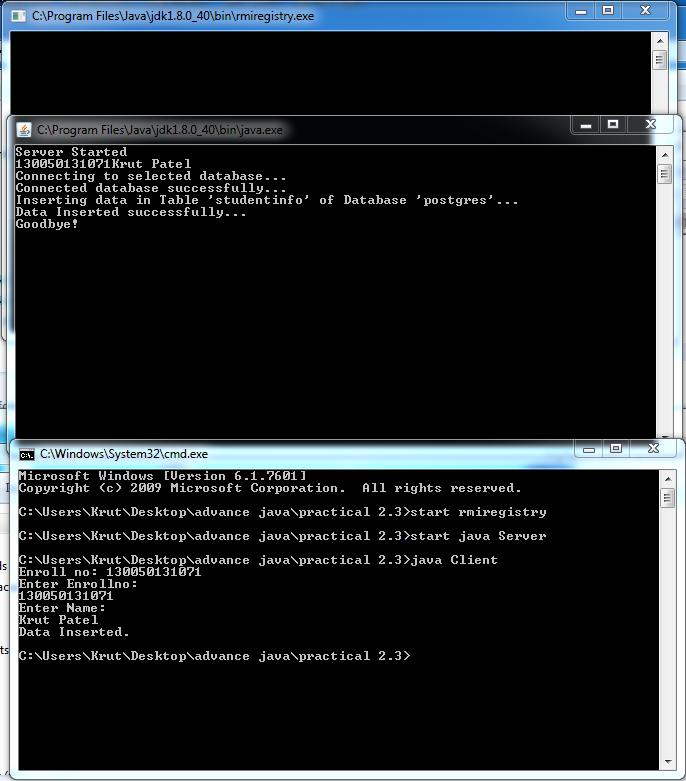 C:\Program Files\Java\jdk1.8.0_40\bin\rmiregistry.exe
C:\Program Files\Java\jdk1.8.0_40\bin\java.exe
Server Started
130050131071Krut Patel
Connecting to selected database...
Connected database successfully...
Inserting data in Table 'studentinfo' of Database 'postgres'...
Data Inserted successfully...
Goodbye!
C:\Windows\System32\cmd.exe
Microsoft Windows [Version 6.1.7601]
Copyright (c) 2009 Microsoft Corporation.  All rights reserved.
C:\Users\Krut\Desktop\advance java\practical 2.3>start rmiregistry
C:\Users\Krut\Desktop\advance java\practical 2.3>start java Server
C:\Users\Krut\Desktop\advance java\practical 2.3>java Client
Enroll no: 130050131071
Enter Enrollno:
130050131071
Enter Name:
Krut Patel
Data Inserted.
C:\Users\Krut\Desktop\advance java\practical 2.3>